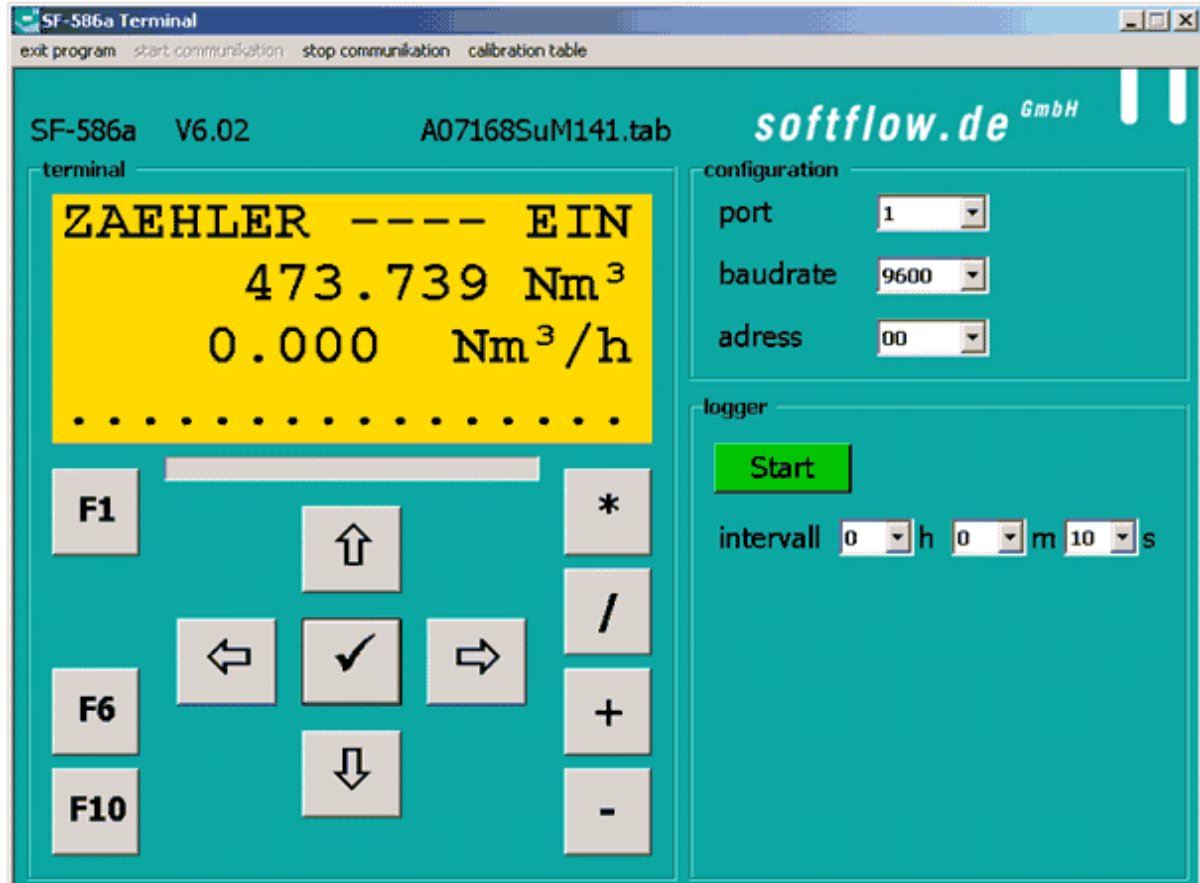 SF-586a Terminal
exit program start communikation stop communikation calibration table
SF-586a V6.02 A07168SuM141.tab
softflow.de GmbH
terminal
ZAEHLER ---- EIN
473.739 Nm³
0.000 Nm³/h
................
F1
F6
F10
✓
*
/
+
-
configuration
port 1
baudrate 9600
adress 00
logger
Start
intervall 0 h 0 m 10 s